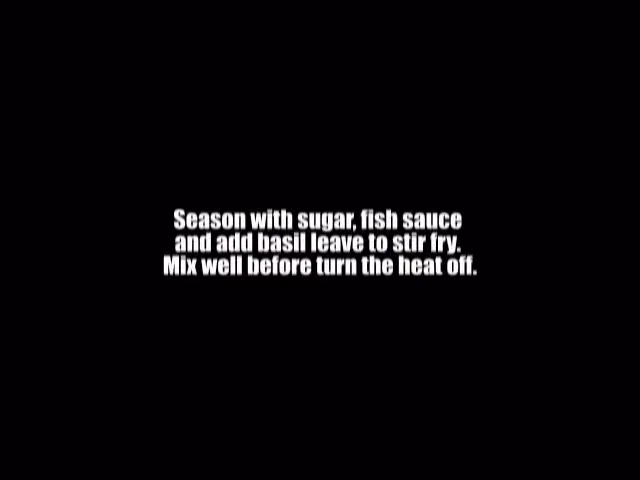 Season with sugar, fish sauce
and add basil leave to stir fry.
Mix well before turn the heat off.